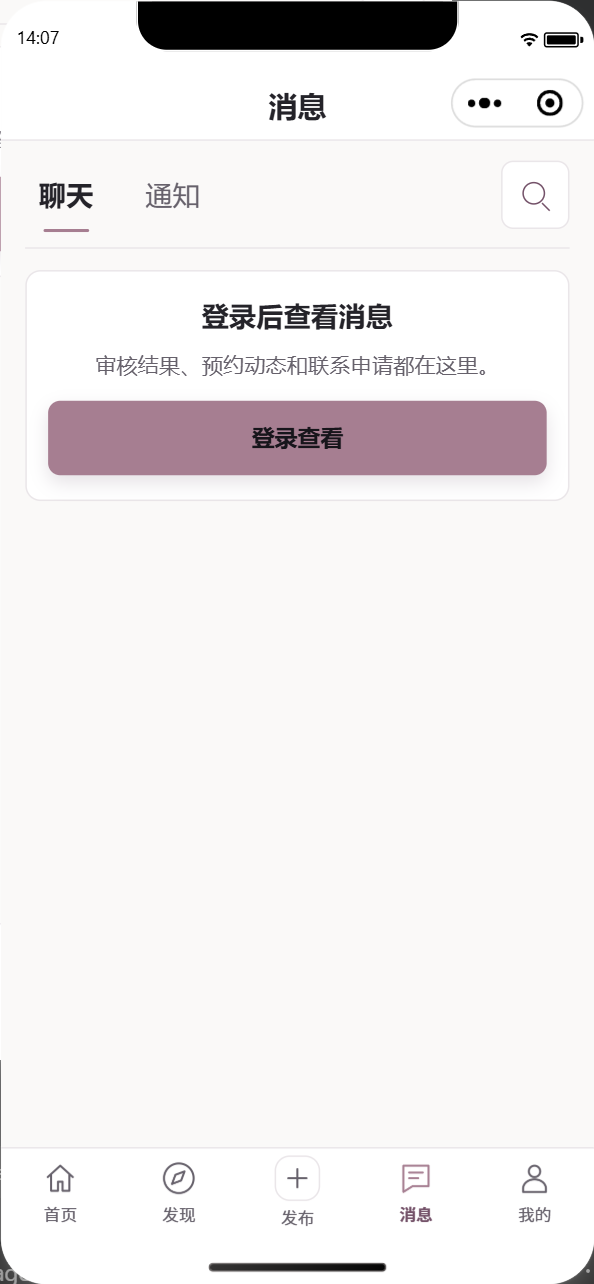 14:07
消息
聊天 通知
登录后查看消息
审核结果、预约动态和联系申请都在这里。
登录查看
首页 发现 发布 消息 我的